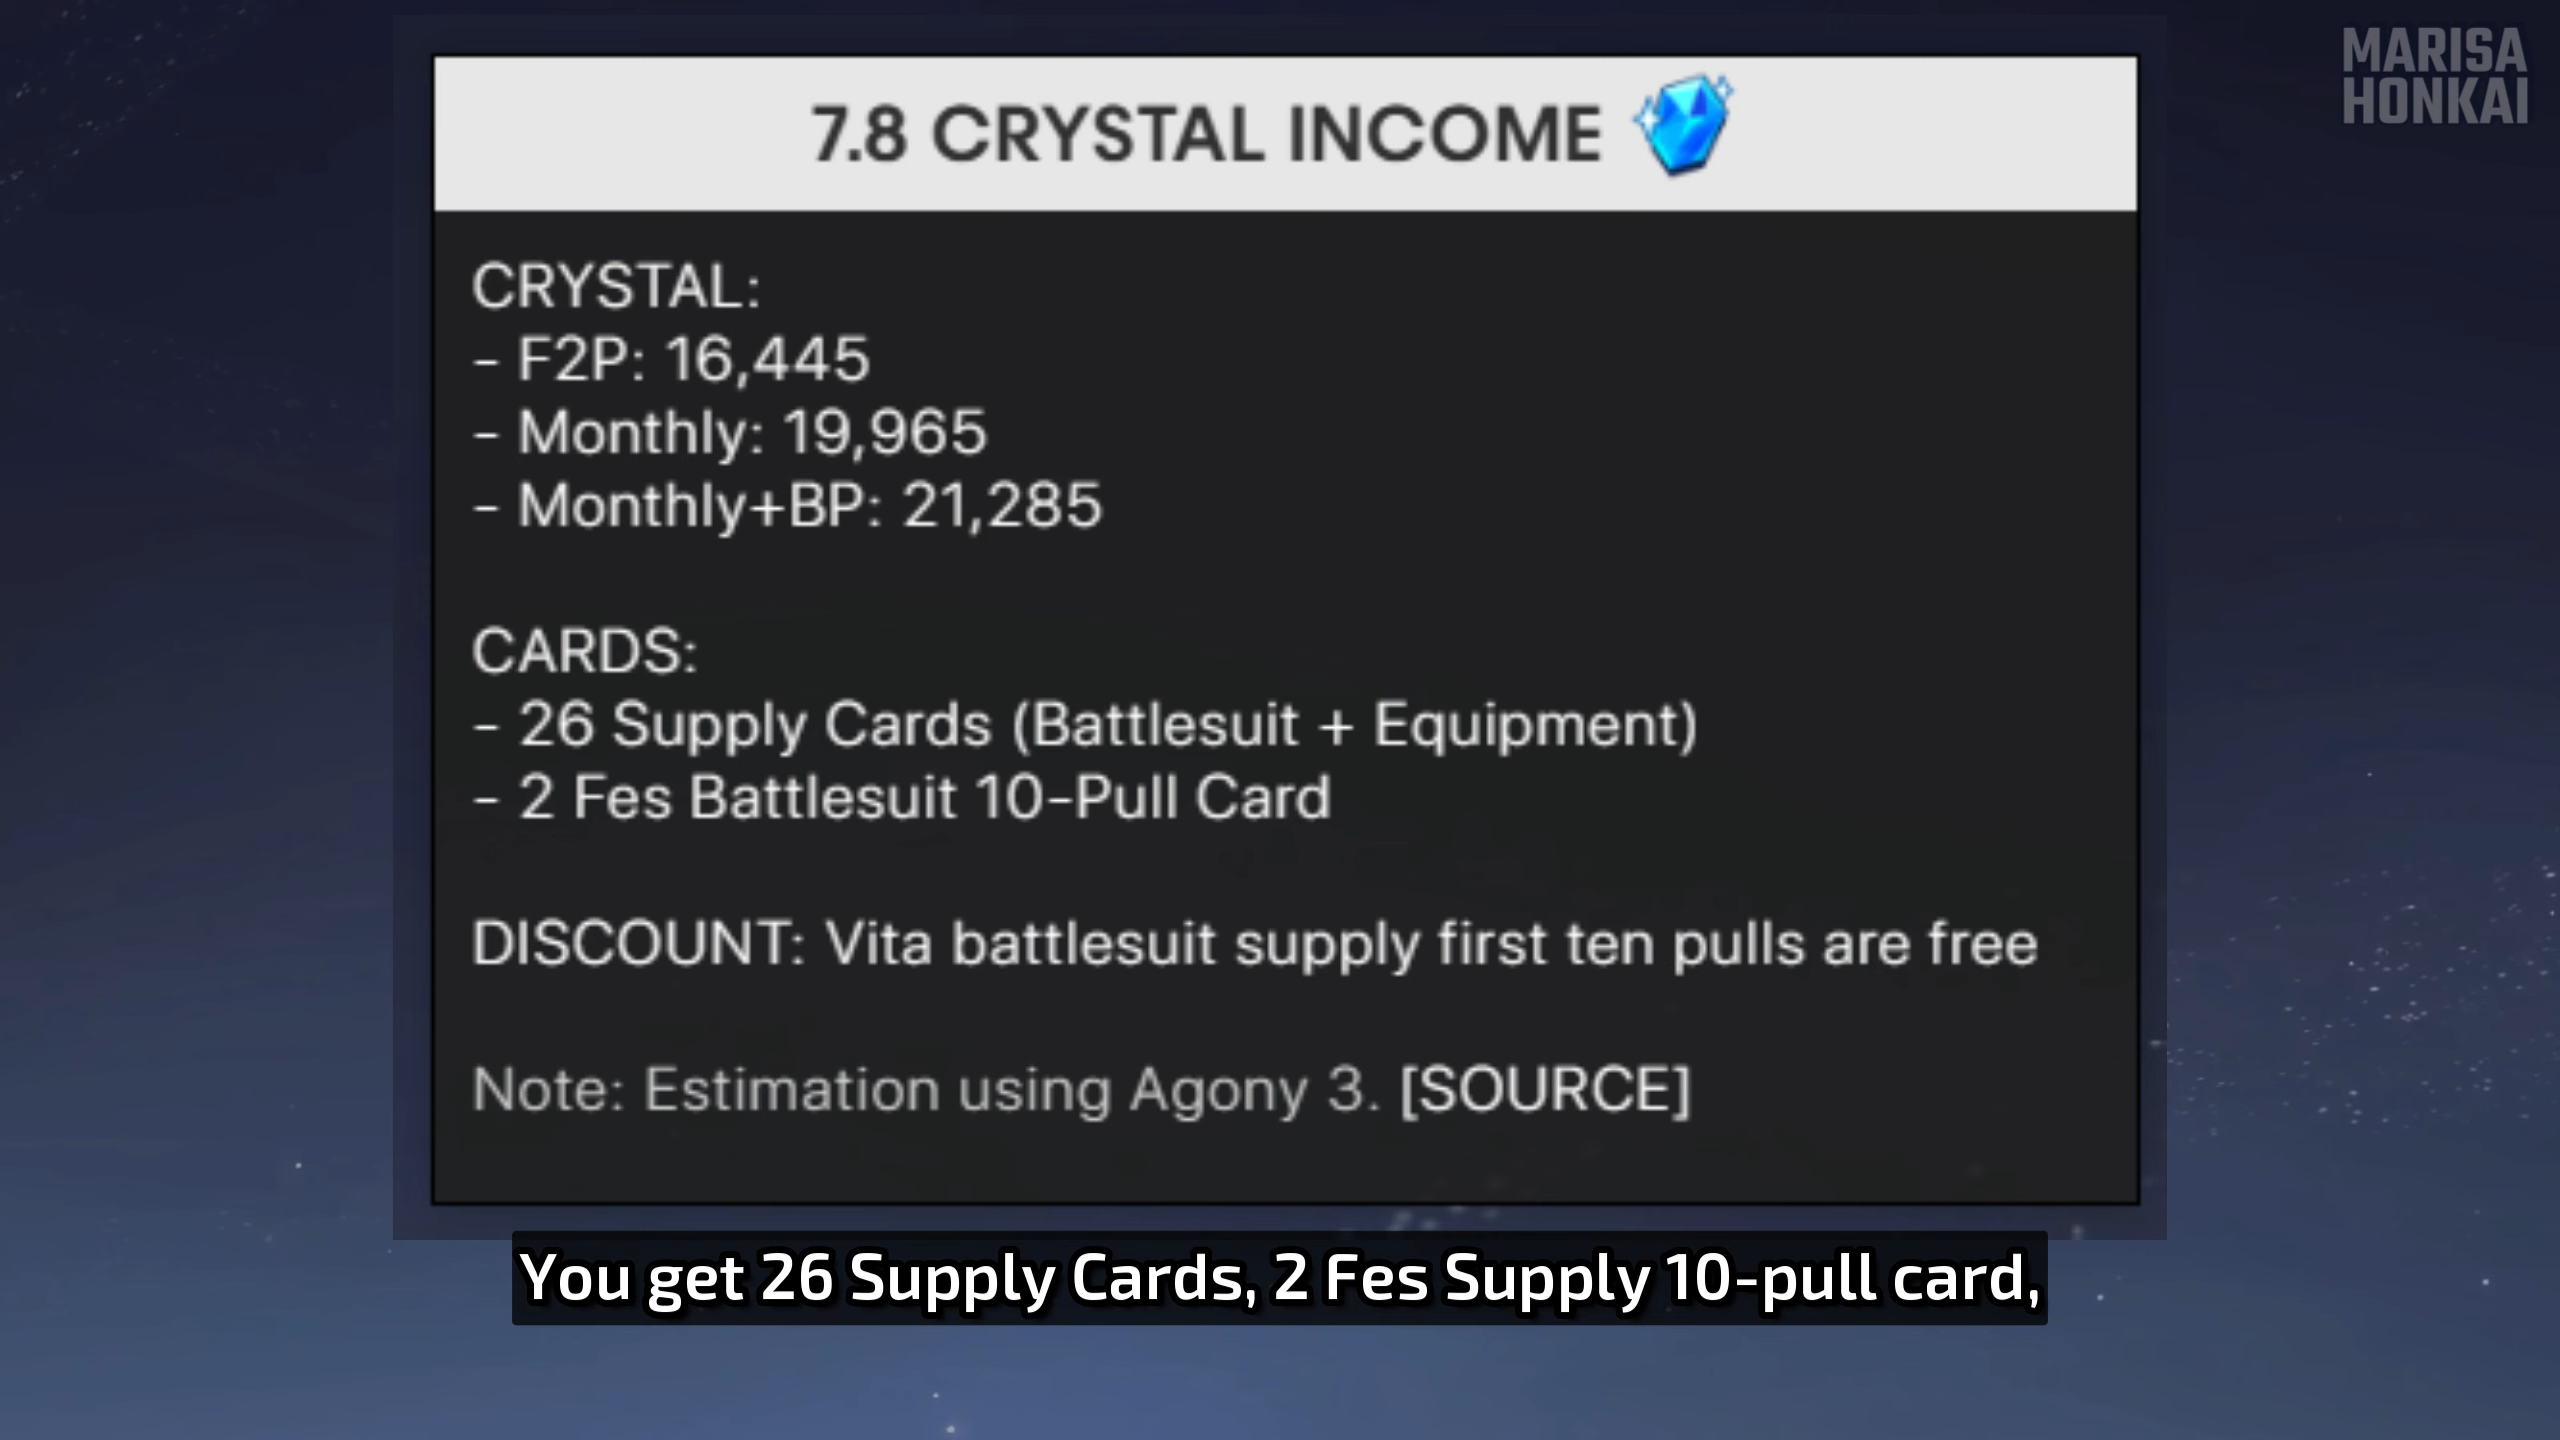 MARISA
HONKAI
7.8 CRYSTAL INCOME
CRYSTAL:
- F2P: 16,445
- Monthly: 19,965
- Monthly+BP: 21,285
CARDS:
- 26 Supply Cards (Battlesuit + Equipment)
- 2 Fes Battlesuit 10-Pull Card
DISCOUNT: Vita battlesuit supply first ten pulls are free
Note: Estimation using Agony 3. [SOURCE]
You get 26 Supply Cards, 2 Fes Supply 10-pull card,